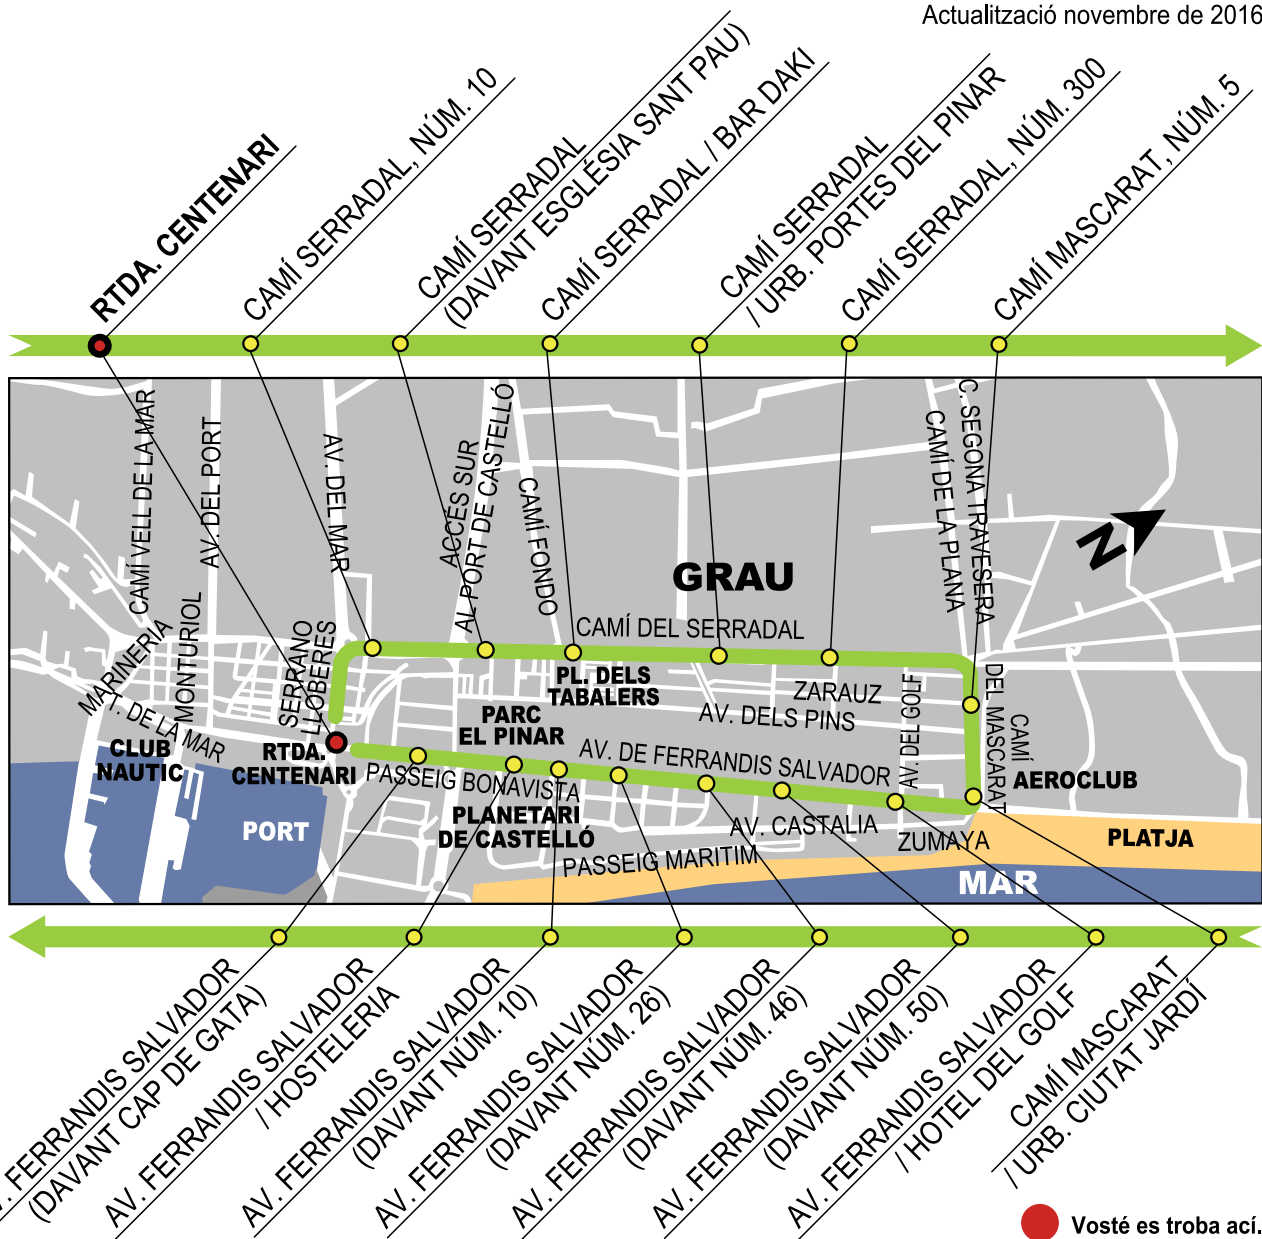 Actualització novembre de 2016
RTDA. CENTENARI
CAMÍ SERRADAL, NÚM. 10
CAMÍ SERRADAL
(DAVANT ESGLÉSIA SANT PAU)
CAMÍ SERRADAL / BAR DAKI
CAMÍ SERRADAL
/ URB. PORTES DEL PINAR
CAMÍ SERRADAL, NÚM. 300
CAMÍ MASCARAT, NÚM. 5
CAMÍ VELL DE LA MAR
AV. DEL PORT
AV. DEL MAR
ACCÉS SUR
AL PORT DE CASTELLÓ
CAMÍ FONDO
CAMÍ DE LA PLANA
C. SEGONA TRAVESERA
N
GRAU
CAMÍ DEL SERRADAL
MARINERIA
MONTURIOL
SERRANO
LLOBERES
T. DE LA MAR
PL. DELS
TABALERS
ZARAUZ
AV. DELS PINS
AV. DEL GOLF
CAMÍ
DEL MASCARAT
PARC
EL PINAR
CLUB
NAUTIC
RTDA.
CENTENARI
AV. DE FERRANDIS SALVADOR
PASSEIG BONAVISTA
AEROCLUB
PLANETARI
DE CASTELLÓ
AV. CASTALIA
ZUMAYA
PORT
PASSEIG MARITIM
PLATJA
MAR
V. FERRANDIS SALVADOR
(DAVANT CAP DE GATA)
AV. FERRANDIS SALVADOR
/ HOSTELERIA
AV. FERRANDIS SALVADOR
(DAVANT NÚM. 10)
AV. FERRANDIS SALVADOR
(DAVANT NÚM. 26)
AV. FERRANDIS SALVADOR
(DAVANT NÚM. 46)
AV. FERRANDIS SALVADOR
(DAVANT NÚM. 50)
AV. FERRANDIS SALVADOR
/ HOTEL DEL GOLF
CAMÍ MASCARAT
/ URB. CIUTAT JARDÍ
Vosté es troba ací.